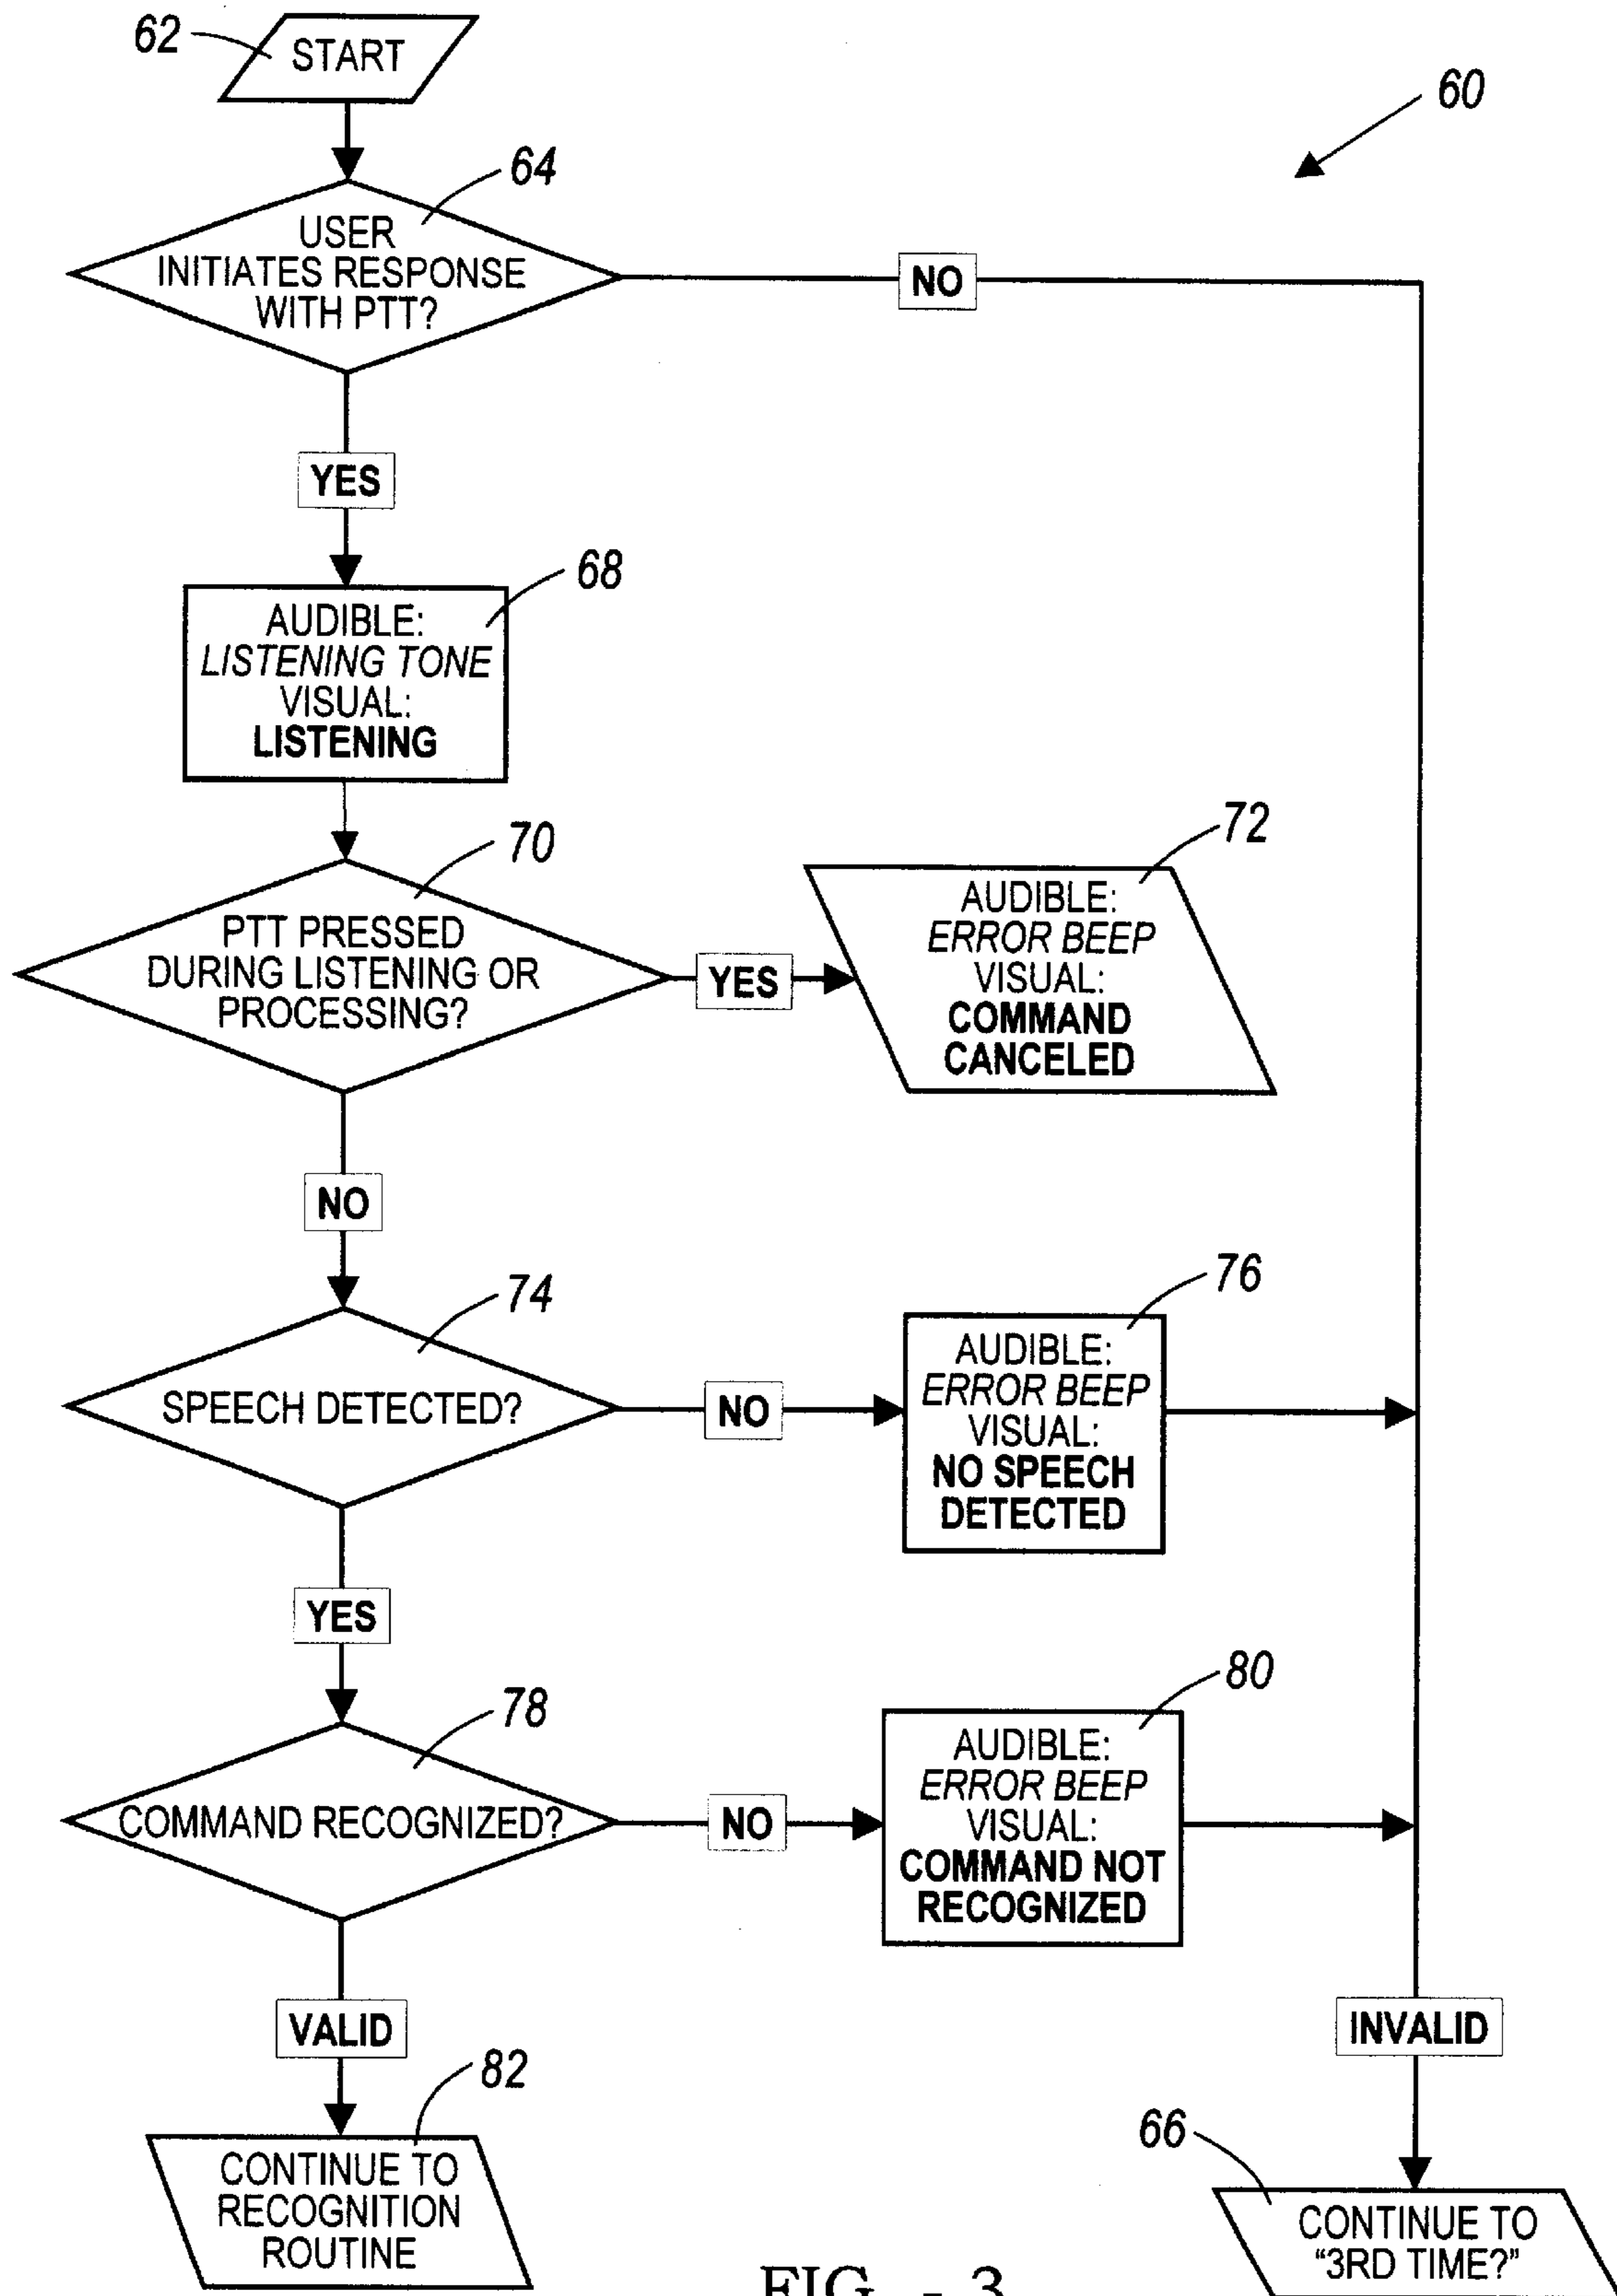 62
START
60
64
USER
INITIATES RESPONSE
WITH PTT?
NO
YES
68
AUDIBLE:
LISTENING TONE
VISUAL:
LISTENING
70
PTT PRESSED
DURING LISTENING OR
PROCESSING?
YES
72
AUDIBLE:
ERROR BEEP
VISUAL:
COMMAND
CANCELED
NO
74
SPEECH DETECTED?
NO
76
AUDIBLE:
ERROR BEEP
VISUAL:
NO SPEECH
DETECTED
YES
78
COMMAND RECOGNIZED?
NO
80
AUDIBLE:
ERROR BEEP
VISUAL:
COMMAND NOT
RECOGNIZED
VALID
INVALID
82
CONTINUE TO
RECOGNITION
ROUTINE
66
CONTINUE TO
“3RD TIME?”
FIG. - 3